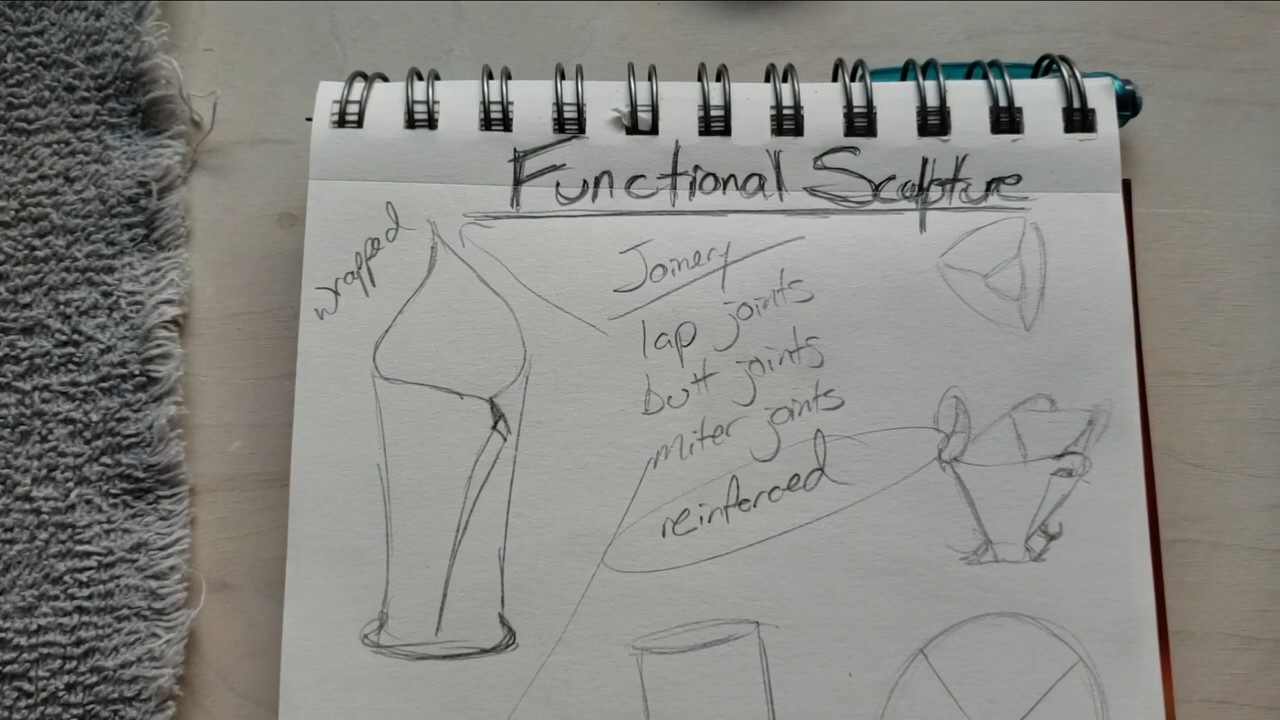 Functional Sculpture
wrapped
Joinery
lap joints
butt joints
miter joints
reinforced